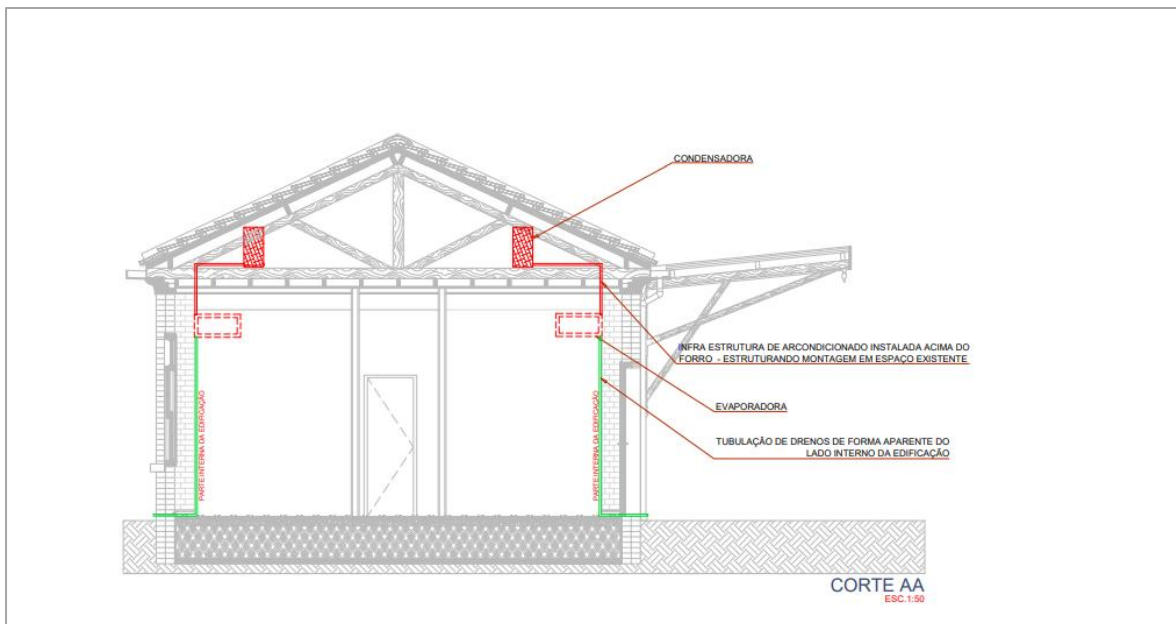 CONDENSADORA
INFRA ESTRUTURA DE ARCONDICIONADO INSTALADA ACIMA DO
FORRO - ESTRUTURANDO MONTAGEM EM ESPAÇO EXISTENTE
EVAPORADORA
PARTE INTERNA DA EDIFICAÇÃO
PARTE INTERNA DA EDIFICAÇÃO
TUBULAÇÃO DE DRENOS DE FORMA APARENTE DO
LADO INTERNO DA EDIFICAÇÃO
CORTE AA
ESC.1:50